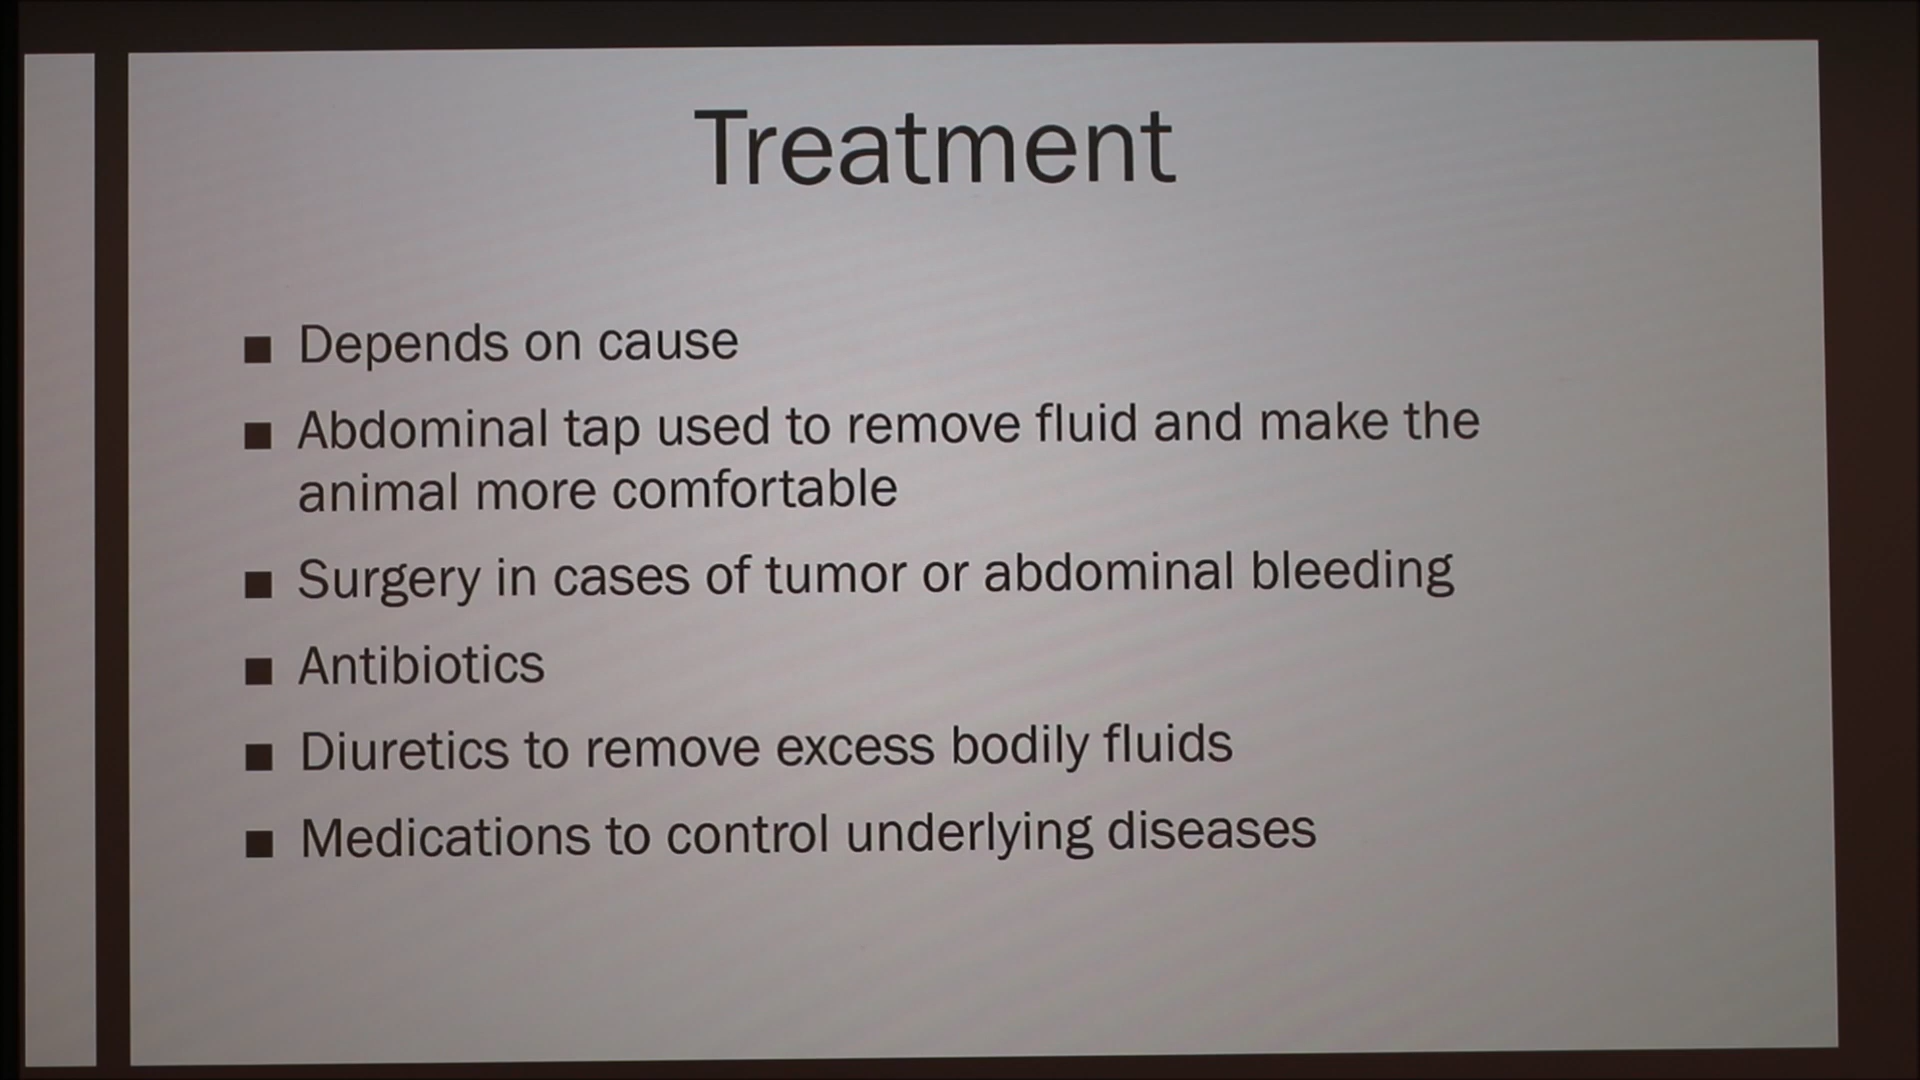 Treatment
■ Depends on cause
■ Abdominal tap used to remove fluid and make the
animal more comfortable
■ Surgery in cases of tumor or abdominal bleeding
■ Antibiotics
■ Diuretics to remove excess bodily fluids
■ Medications to control underlying diseases